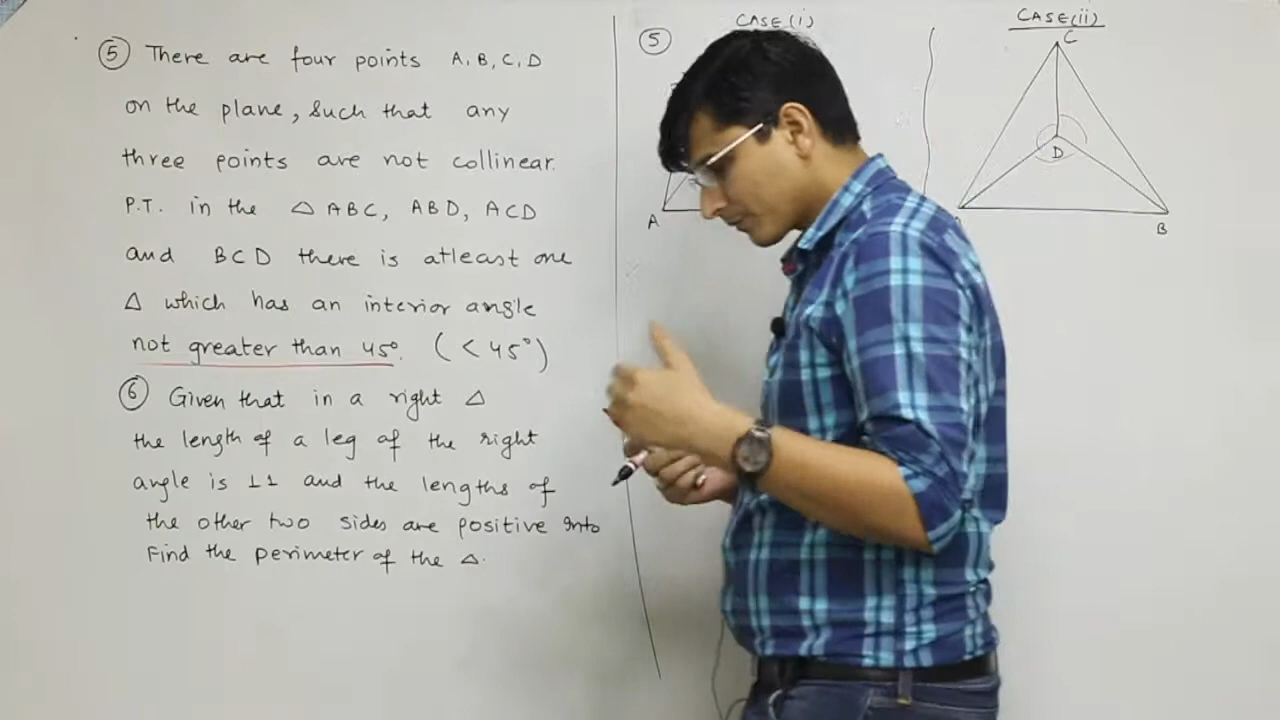 ⑤ There are four points A, B, C, D
on the plane, such that any
three points are not collinear.
P.T. in the △ ABC, ABD, ACD
and BCD there is atleast one
△ which has an interior angle
not greater than 45°. (< 45°)
⑥ Given that in a right △
the length of a leg of the right
angle is 11 and the lengths of
the other two sides are positive Into
Find the perimeter of the △.
CASE (i)
⑤
A
CASE (ii)
C
D
B